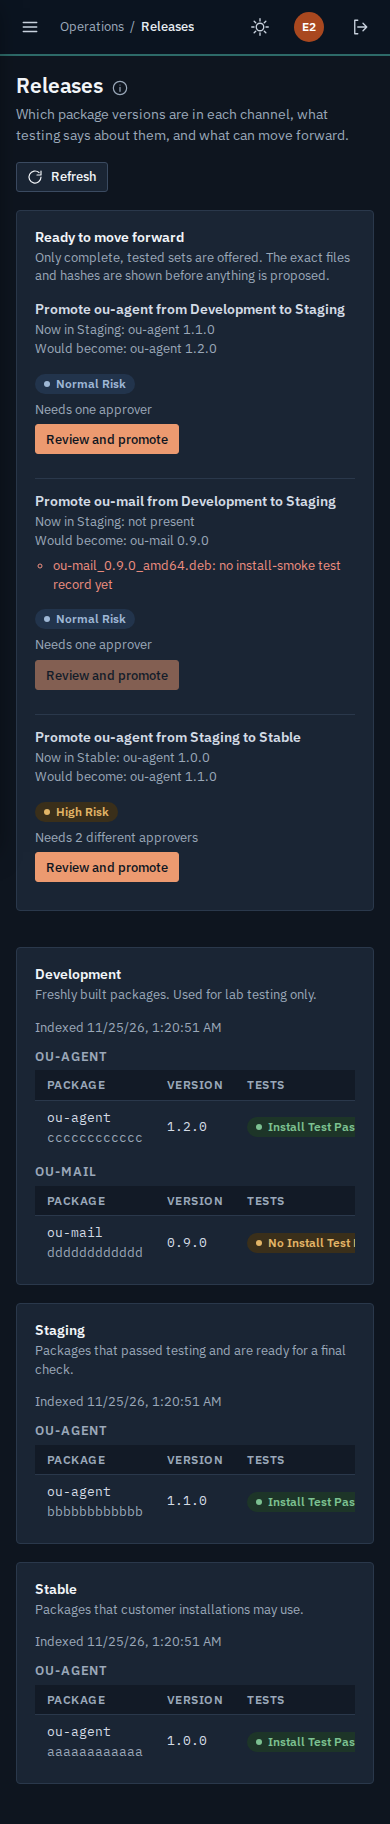 Operations / Releases
E2
Releases
Which package versions are in each channel, what
testing says about them, and what can move forward.
Refresh
Ready to move forward
Only complete, tested sets are offered. The exact files
and hashes are shown before anything is proposed.
Promote ou-agent from Development to Staging
Now in Staging: ou-agent 1.1.0
Would become: ou-agent 1.2.0
Normal Risk
Needs one approver
Review and promote
Promote ou-mail from Development to Staging
Now in Staging: not present
Would become: ou-mail 0.9.0
ou-mail_0.9.0_amd64.deb: no install-smoke test
record yet
Normal Risk
Needs one approver
Review and promote
Promote ou-agent from Staging to Stable
Now in Stable: ou-agent 1.0.0
Would become: ou-agent 1.1.0
High Risk
Needs 2 different approvers
Review and promote
Development
Freshly built packages. Used for lab testing only.
Indexed 11/25/26, 1:20:51 AM
OU-AGENT
PACKAGE VERSION TESTS
ou-agent
cccccccccccc
1.2.0
Install Test Pas
OU-MAIL
PACKAGE VERSION TESTS
ou-mail
dddddddddddd
0.9.0
No Install Test
Staging
Packages that passed testing and are ready for a final
check.
Indexed 11/25/26, 1:20:51 AM
OU-AGENT
PACKAGE VERSION TESTS
ou-agent
bbbbbbbbbbbb
1.1.0
Install Test Pas
Stable
Packages that customer installations may use.
Indexed 11/25/26, 1:20:51 AM
OU-AGENT
PACKAGE VERSION TESTS
ou-agent
aaaaaaaaaaaa
1.0.0
Install Test Pas